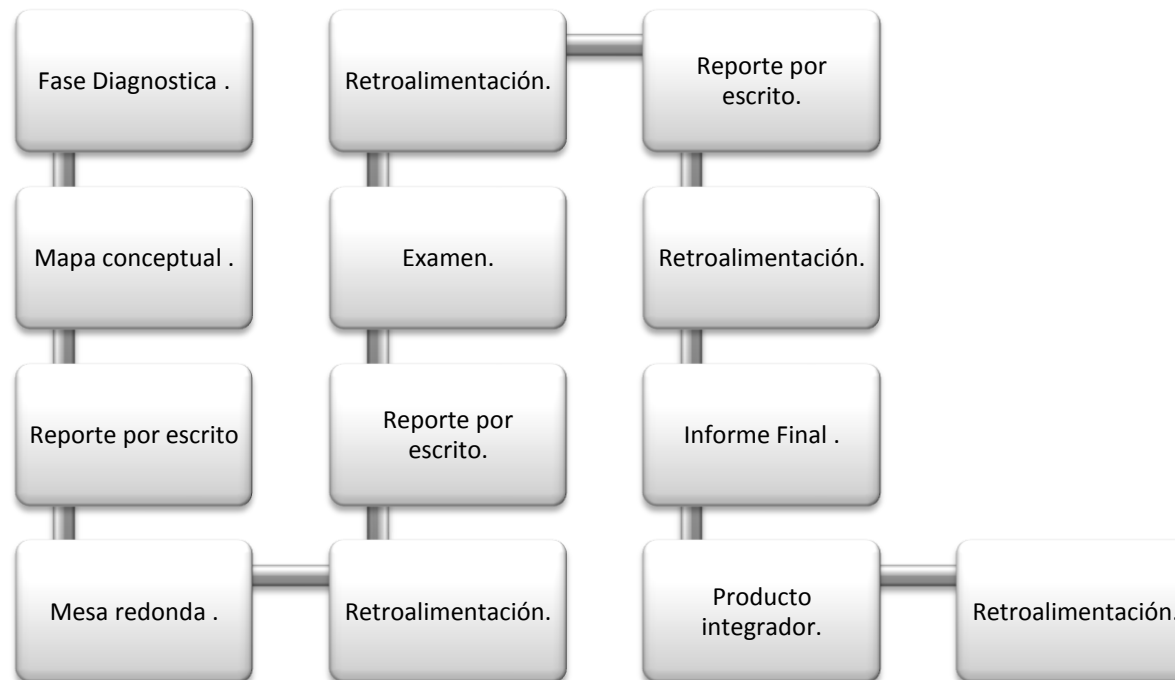 Fase Diagnostica .
Mapa conceptual .
Reporte por escrito
Mesa redonda .
Retroalimentación.
Reporte por
escrito.
Examen.
Retroalimentación.
Reporte por
escrito.
Retroalimentación.
Informe Final .
Producto
integrador.
Retroalimentación.